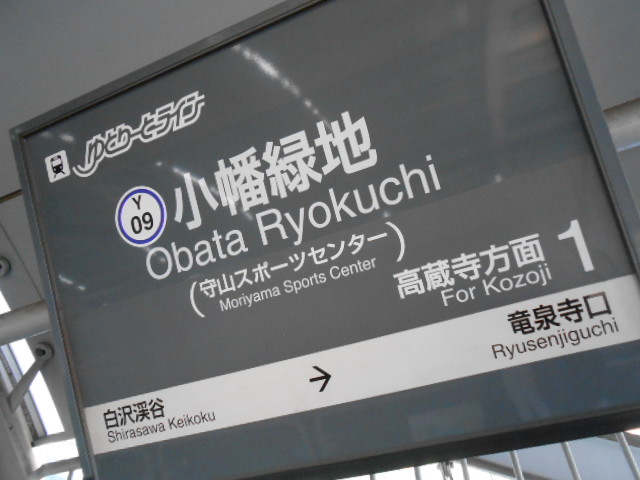 ゆとりーとライン
Y
09
小幡緑地
Obata Ryokuchi
(守山スポーツセンター)
Moriyama Sports Center
高蔵寺方面 1
For Kozoji
竜泉寺口
Ryusenjiguchi
→
白沢渓谷
Shirasawa Keikoku